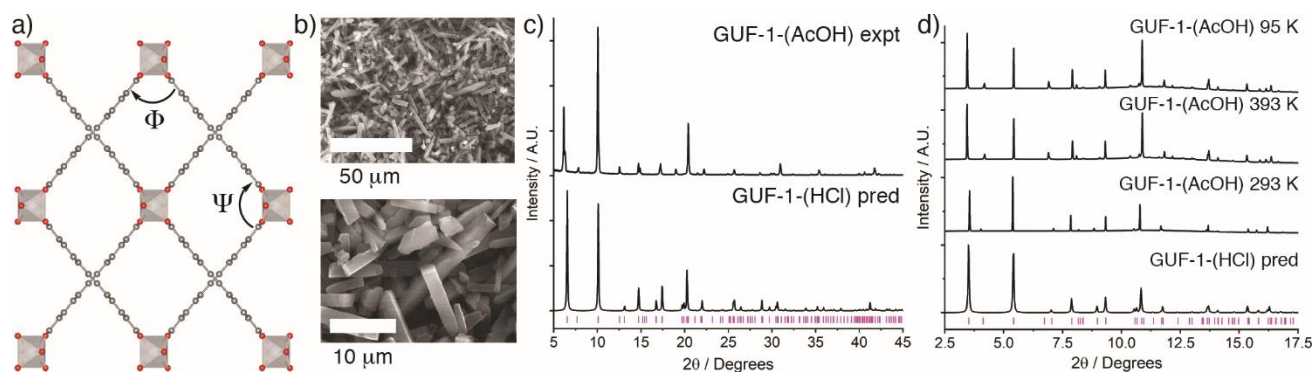 a)
Φ
Ψ
b)
50 μm
10 μm
c)
GUF-1-(AcOH) expt
GUF-1-(HCl) pred
Intensity / A.U.
5 10 15 20 25 30 35 40 45
2θ / Degrees
d)
GUF-1-(AcOH) 95 K
GUF-1-(AcOH) 393 K
GUF-1-(AcOH) 293 K
GUF-1-(HCl) pred
Intensity / A.U.
2.5 5.0 7.5 10.0 12.5 15.0 17.5
2θ / Degrees